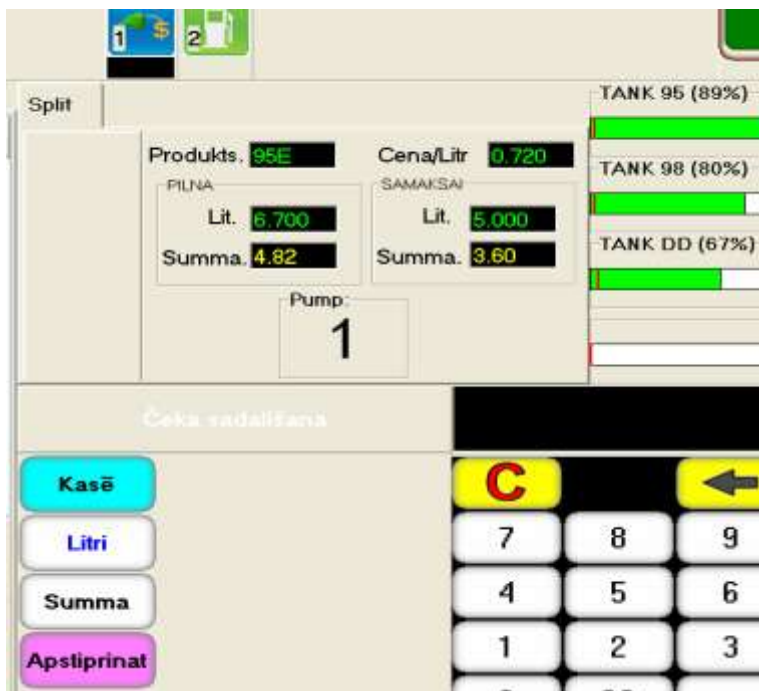 1 $ 2
Split
TANK 95 (89%)
Produkts. 95E Cena/Litr 0.720
TANK 98 (80%)
PILNA SAMAKSAI
Lit. 6.700 Lit. 5.000
TANK DD (67%)
Summa. 4.82 Summa. 3.60
Pump:
1
Čeka sadalīšana
Kasē C
Litri 7 8 9
Summa 4 5 6
Apstiprinat 1 2 3